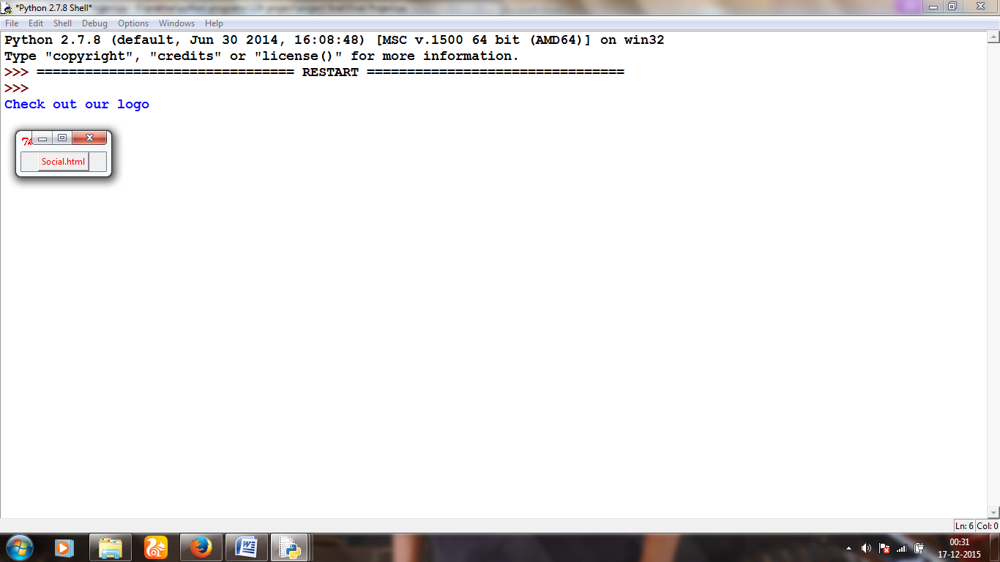 *Python 2.7.8 Shell*
File Edit Shell Debug Options Windows Help
Python 2.7.8 (default, Jun 30 2014, 16:08:48) [MSC v.1500 64 bit (AMD64)] on win32
Type "copyright", "credits" or "license()" for more information.
>>> ================================ RESTART ================================
>>>
Check out our logo
Social.html
Ln: 6 Col: 0
00:31
17-12-2015